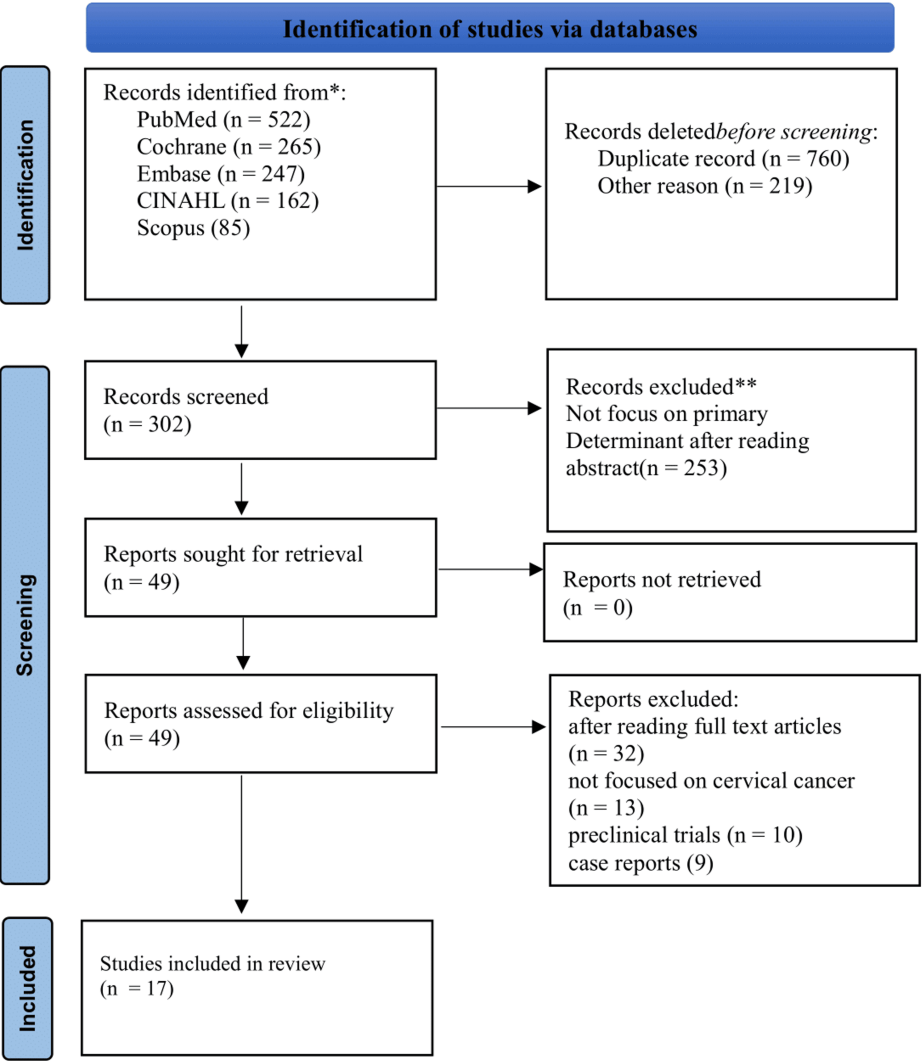 Identification of studies via databases
Identification
Records identified from*:
PubMed (n = 522)
Cochrane (n = 265)
Embase (n = 247)
CINAHL (n = 162)
Scopus (85)
Records deletedbefore screening:
Duplicate record (n = 760)
Other reason (n = 219)
Screening
Records screened
(n = 302)
Records excluded**
Not focus on primary
Determinant after reading
abstract(n = 253)
Reports sought for retrieval
(n = 49)
Reports not retrieved
(n = 0)
Reports assessed for eligibility
(n = 49)
Reports excluded:
after reading full text articles
(n = 32)
not focused on cervical cancer
(n = 13)
preclinical trials (n = 10)
case reports (9)
Included
Studies included in review
(n = 17)